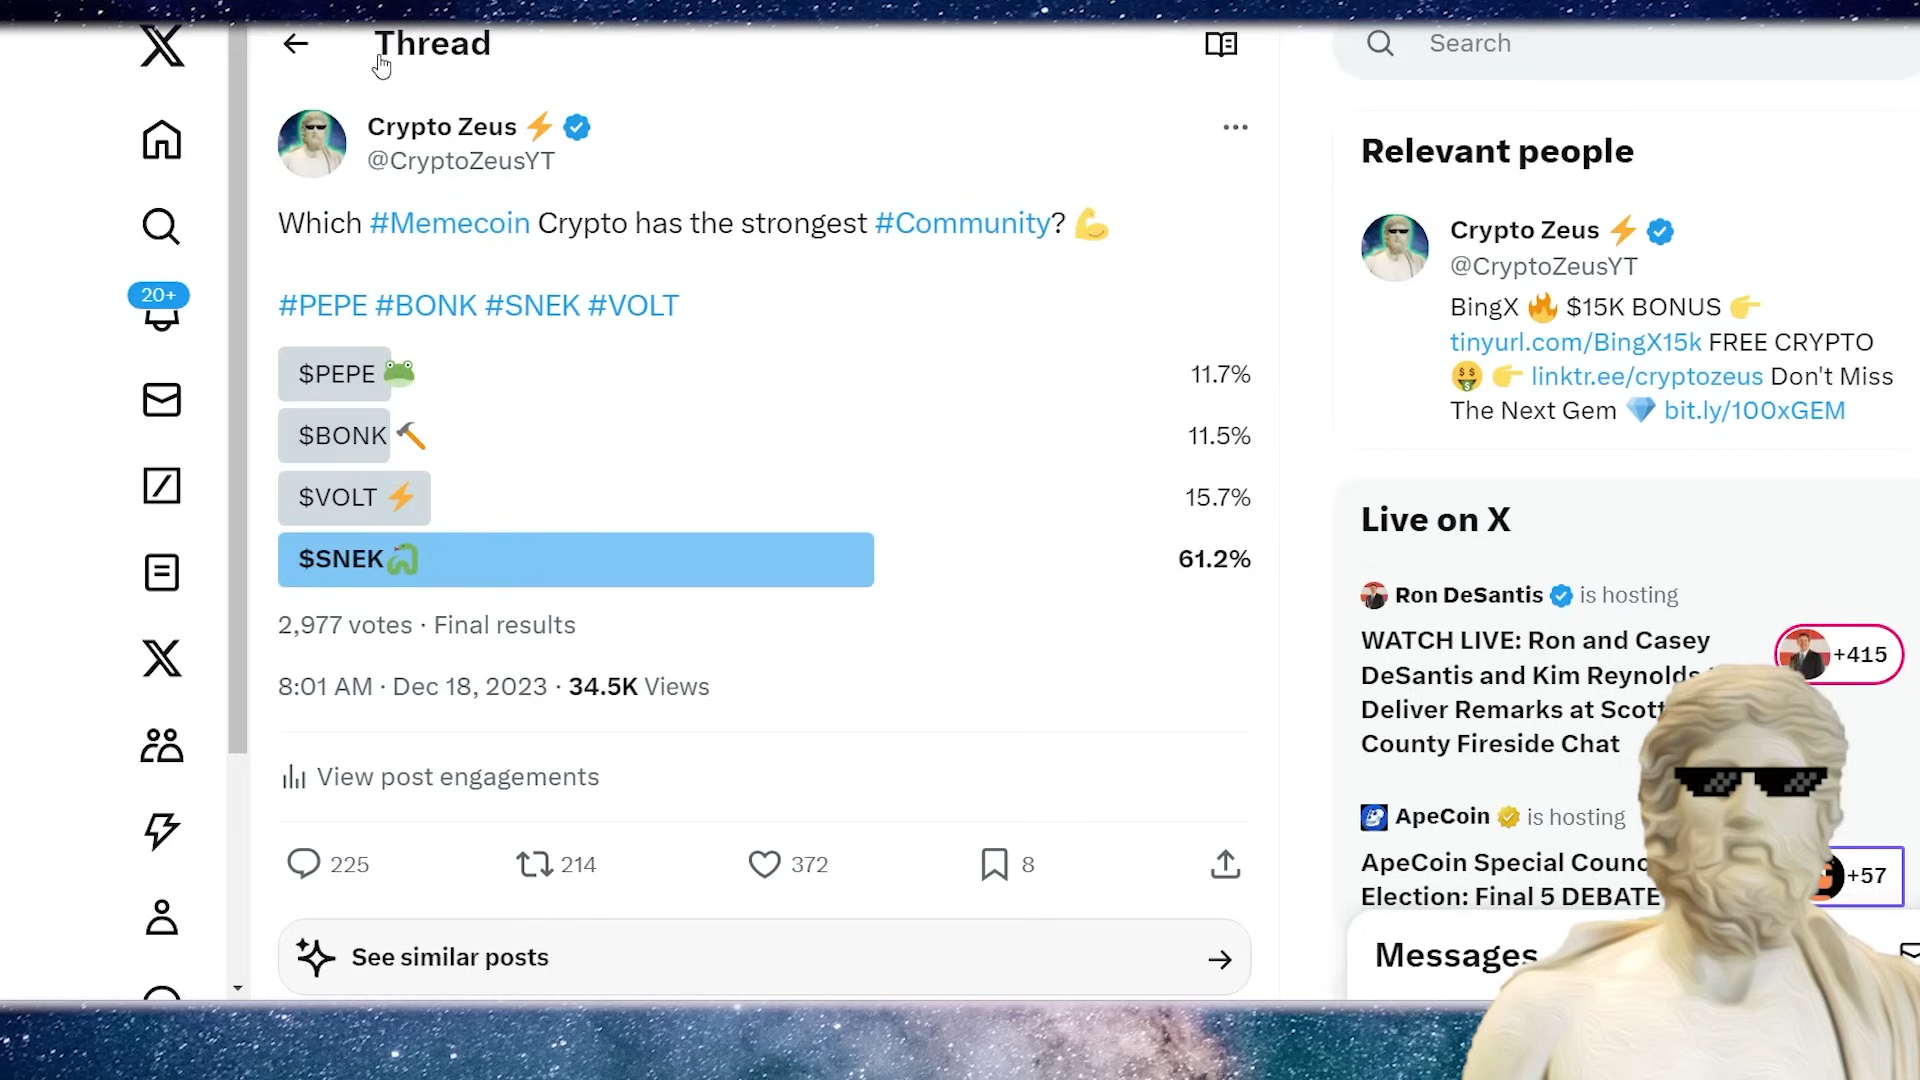 Thread
Search
20+
Crypto Zeus ⚡
@CryptoZeusYT
Which #Memecoin Crypto has the strongest #Community? 💪
#PEPE #BONK #SNEK #VOLT
$PEPE 🐸 11.7%
$BONK 🔨 11.5%
$VOLT ⚡ 15.7%
$SNEK🐍 61.2%
2,977 votes · Final results
8:01 AM · Dec 18, 2023 · 34.5K Views
View post engagements
225 214 372 8
See similar posts
Relevant people
Crypto Zeus ⚡
@CryptoZeusYT
BingX 🔥 $15K BONUS 👉
tinyurl.com/BingX15k FREE CRYPTO
🤑 👉 linktr.ee/cryptozeus Don't Miss
The Next Gem 💎 bit.ly/100xGEM
Live on X
Ron DeSantis is hosting
WATCH LIVE: Ron and Casey
DeSantis and Kim Reynolds
Deliver Remarks at Scott
County Fireside Chat
+415
ApeCoin is hosting
ApeCoin Special
Election: Final 5 DEBATE
+57
Messages